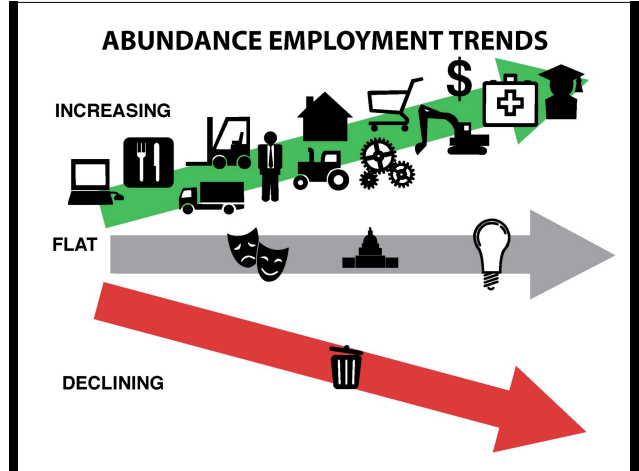 ABUNDANCE EMPLOYMENT TRENDS
$
INCREASING
FLAT
DECLINING